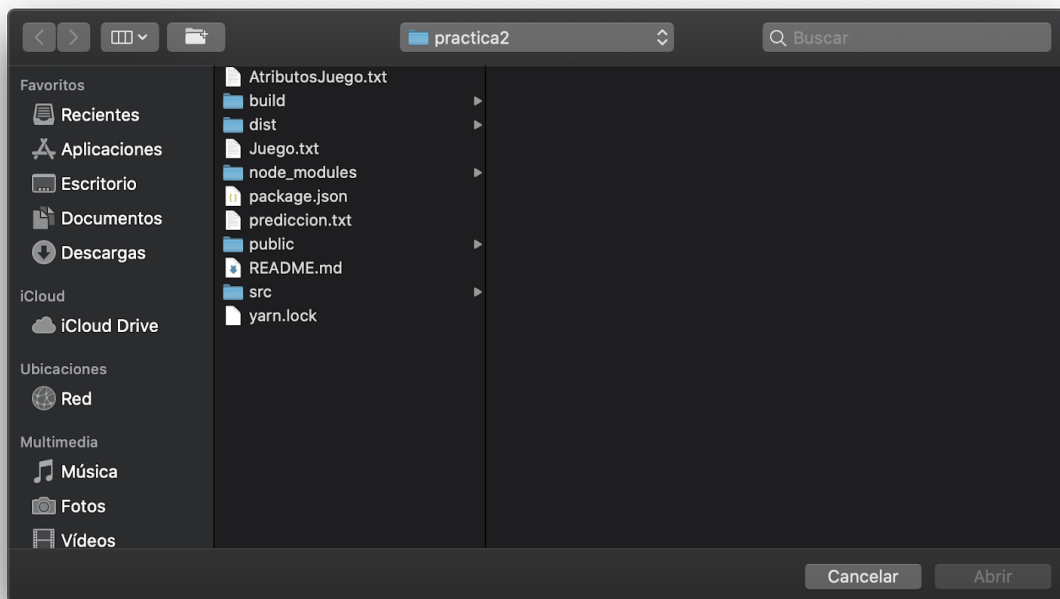 practica2
Buscar
Favoritos
Recientes
Aplicaciones
Escritorio
Documentos
Descargas
iCloud
iCloud Drive
Ubicaciones
Red
Multimedia
Música
Fotos
Vídeos
AtributosJuego.txt
build
dist
Juego.txt
node_modules
package.json
prediccion.txt
public
README.md
src
yarn.lock
Cancelar
Abrir